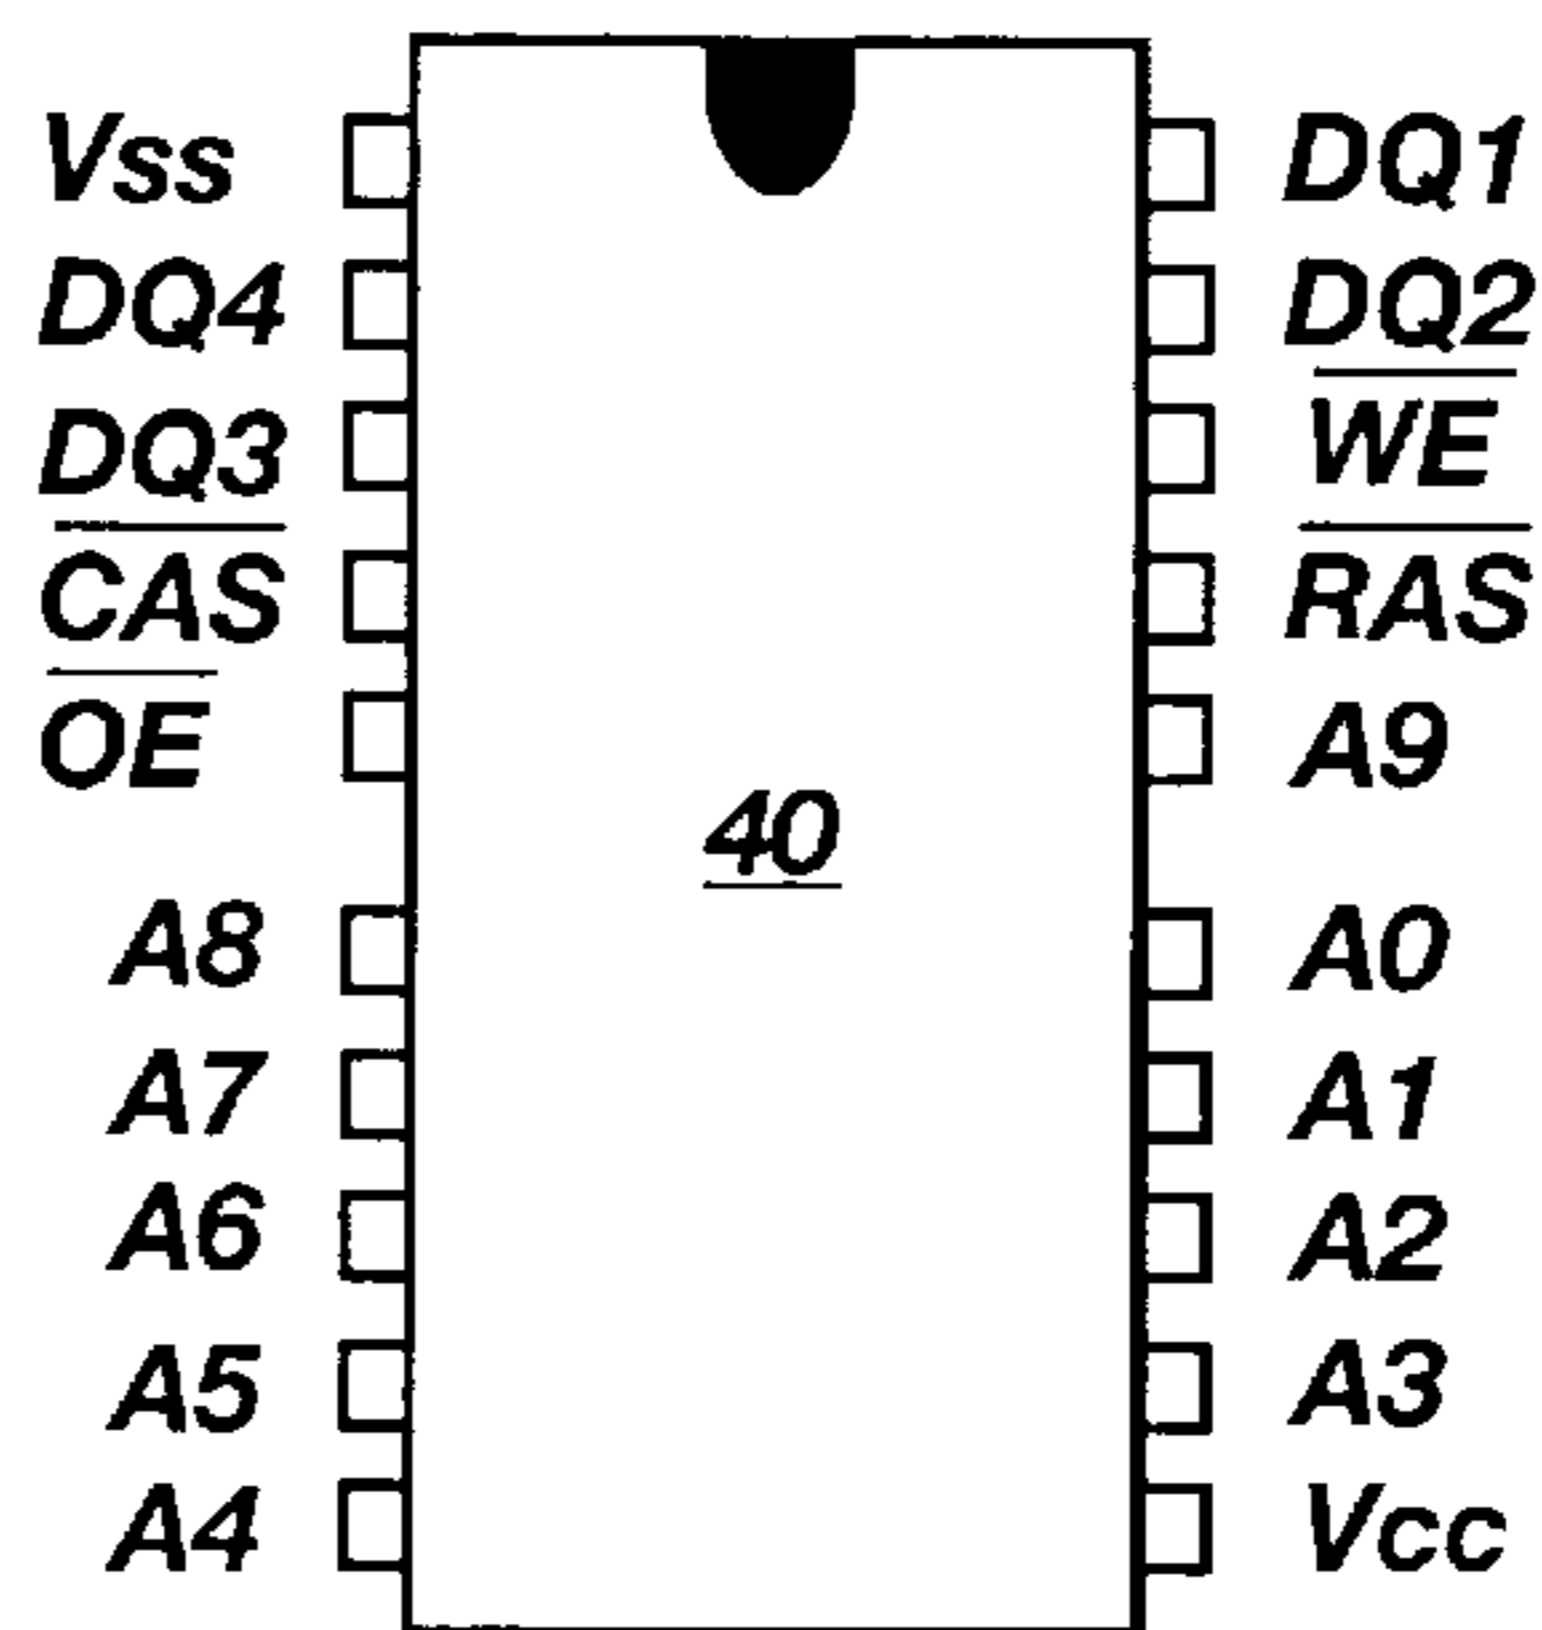 Vss DQ1
DQ4 DQ2
DQ3 WE
CAS RAS
OE A9
40
A8 A0
A7 A1
A6 A2
A5 A3
A4 Vcc